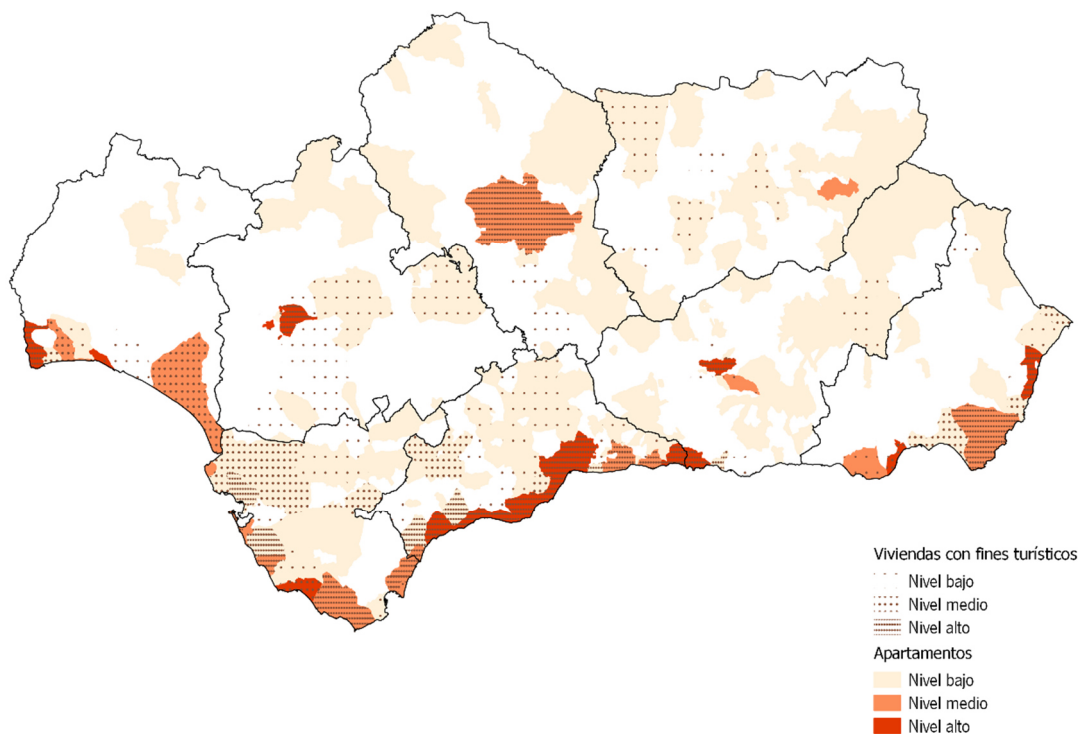 Viviendas con fines turísticos
Nivel bajo
Nivel medio
Nivel alto
Apartamentos
Nivel bajo
Nivel medio
Nivel alto